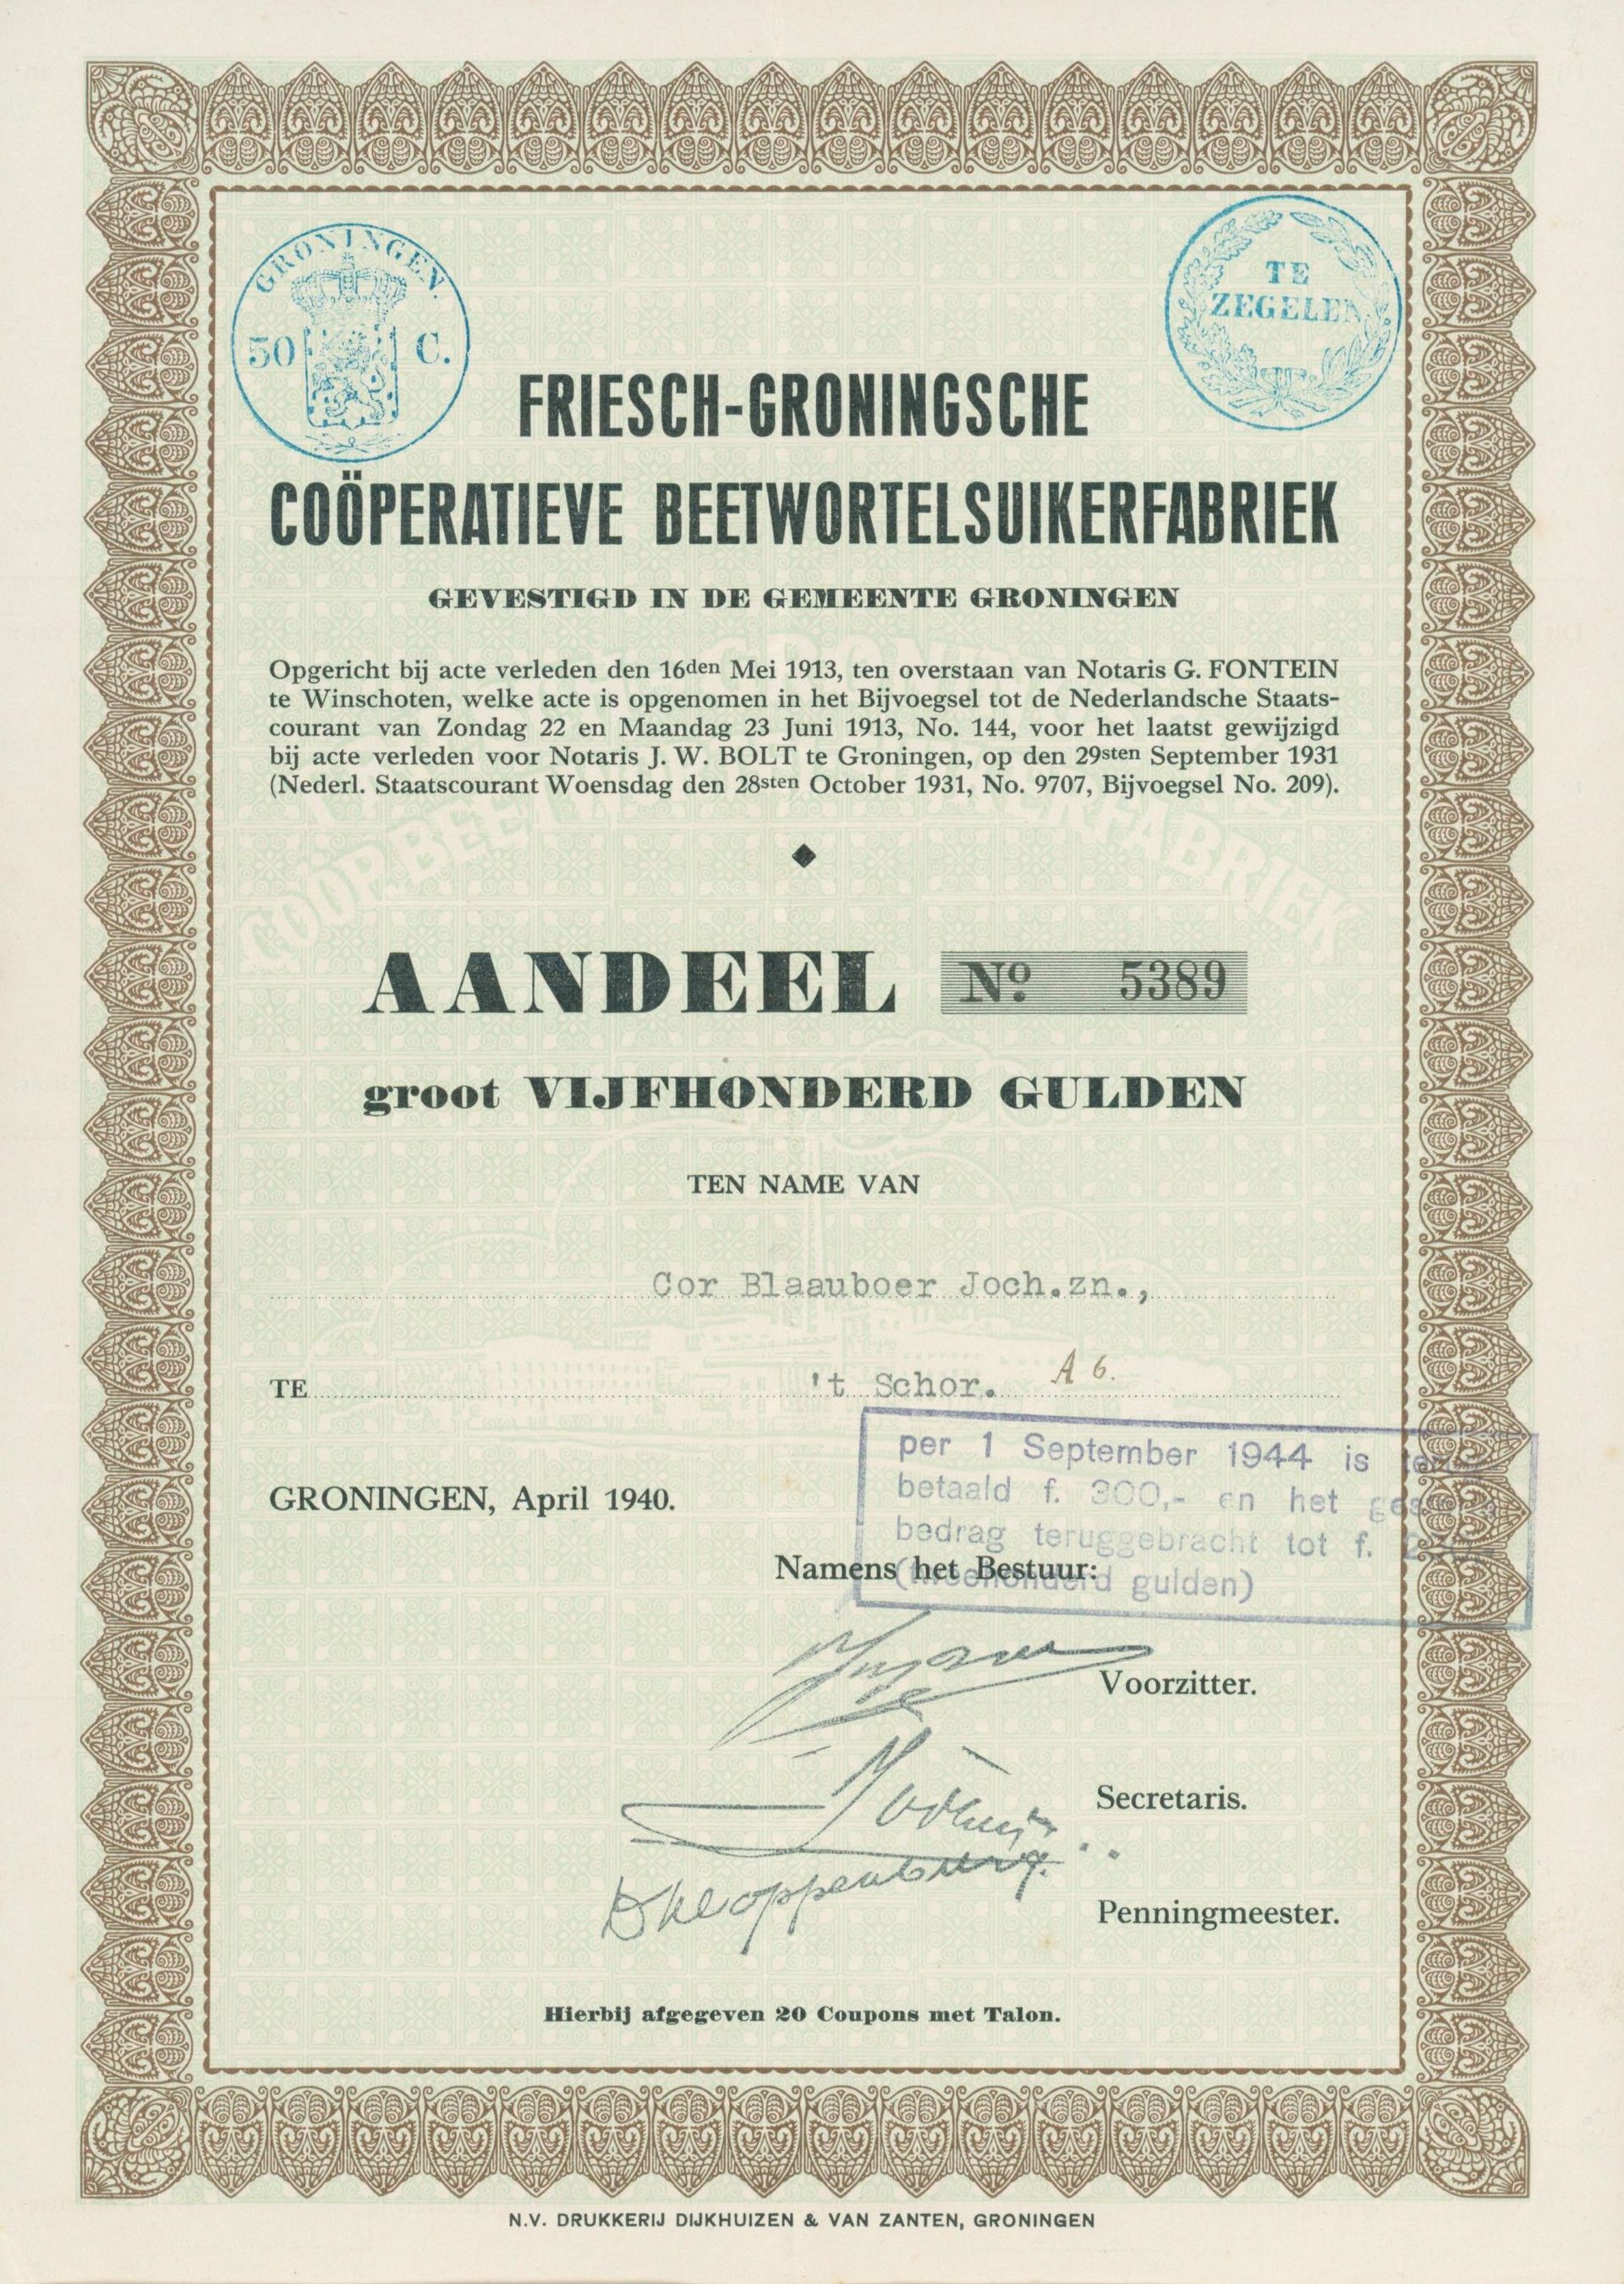 GRONINGEN.
50 C.
TE
ZEGELEN
FRIESCH-GRONINGSCHE
COÖPERATIEVE BEETWORTELSUIKERFABRIEK
GEVESTIGD IN DE GEMEENTE GRONINGEN
Opgericht bij acte verleden den 16den Mei 1913, ten overstaan van Notaris G. FONTEIN
te Winschoten, welke acte is opgenomen in het Bijvoegsel tot de Nederlandsche Staats-
courant van Zondag 22 en Maandag 23 Juni 1913, No. 144, voor het laatst gewijzigd
bij acte verleden voor Notaris J. W. BOLT te Groningen, op den 29sten September 1931
(Nederl. Staatscourant Woensdag den 28sten October 1931, No. 9707, Bijvoegsel No. 209).
AANDEEL No. 5389
groot VIJFHONDERD GULDEN
TEN NAME VAN
Cor Blaauboer Joch.zn.,
TE 't Schor. A 6.
per 1 September 1944 is
betaald f. 300,- en het
bedrag teruggebracht tot f.
(tweehonderd gulden)
GRONINGEN, April 1940.
Namens het Bestuur:
Voorzitter.
Secretaris.
D Kloppenburg.
Penningmeester.
Hierbij afgegeven 20 Coupons met Talon.
N.V. DRUKKERIJ DIJKHUIZEN & VAN ZANTEN, GRONINGEN